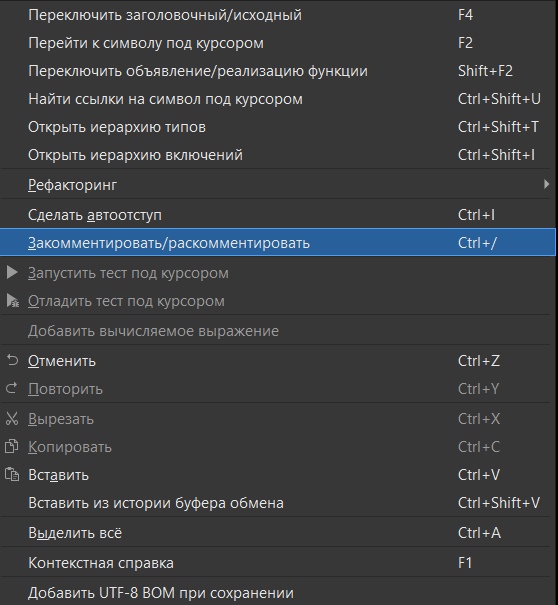 Переключить заголовочный/исходный F4
Перейти к символу под курсором F2
Переключить объявление/реализацию функции Shift+F2
Найти ссылки на символ под курсором Ctrl+Shift+U
Открыть иерархию типов Ctrl+Shift+T
Открыть иерархию включений Ctrl+Shift+I
Рефакторинг
Сделать автоотступ Ctrl+I
Закомментировать/раскомментировать Ctrl+/
Запустить тест под курсором
Отладить тест под курсором
Добавить вычисляемое выражение
Отменить Ctrl+Z
Повторить Ctrl+Y
Вырезать Ctrl+X
Копировать Ctrl+C
Вставить Ctrl+V
Вставить из истории буфера обмена Ctrl+Shift+V
Выделить всё Ctrl+A
Контекстная справка F1
Добавить UTF-8 BOM при сохранении